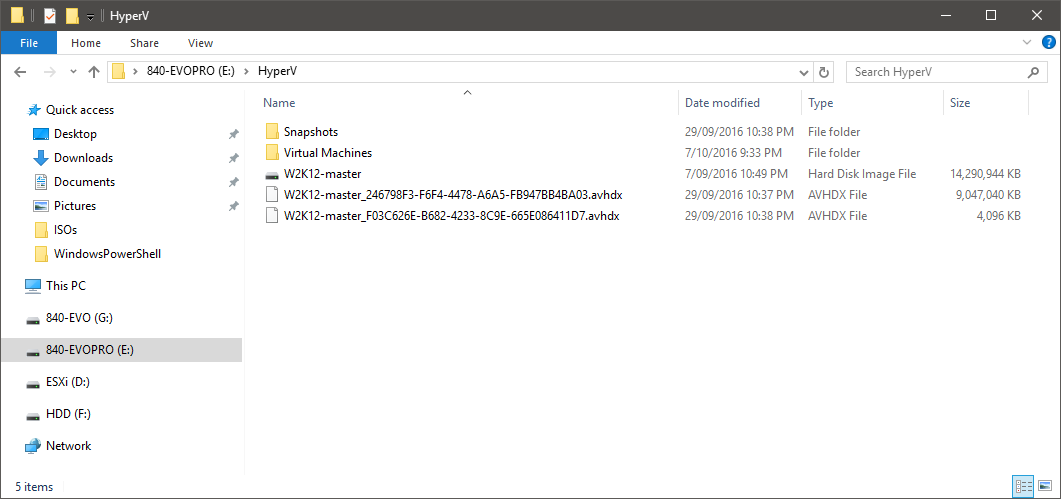 HyperV
File Home Share View
840-EVOPRO (E:) HyperV Search HyperV
Name Date modified Type Size
Quick access
Desktop
Downloads
Documents
Pictures
ISOs
WindowsPowerShell
This PC
840-EVO (G:)
840-EVOPRO (E:)
ESXi (D:)
HDD (F:)
Network
Snapshots 29/09/2016 10:38 PM File folder
Virtual Machines 7/10/2016 9:33 PM File folder
W2K12-master 7/09/2016 10:49 PM Hard Disk Image File 14,290,944 KB
W2K12-master_246798F3-F6F4-4478-A6A5-FB947BB4BA03.avhdx 29/09/2016 10:37 PM AVHDX File 9,047,040 KB
W2K12-master_F03C626E-B682-4233-8C9E-665E086411D7.avhdx 29/09/2016 10:38 PM AVHDX File 4,096 KB
5 items